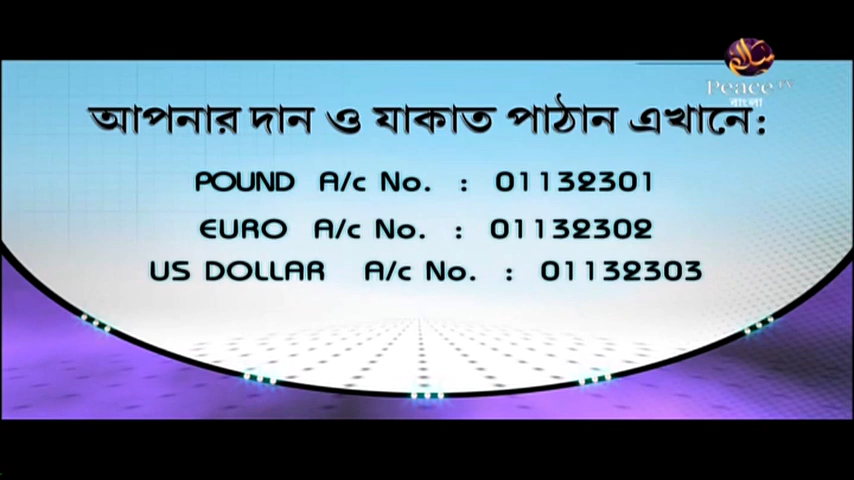 Peace TV
বাংলা
আপনার দান ও যাকাত পাঠান এখানে:
POUND A/c No. : 01132301
EURO A/c No. : 01132302
US DOLLAR A/c No. : 01132303